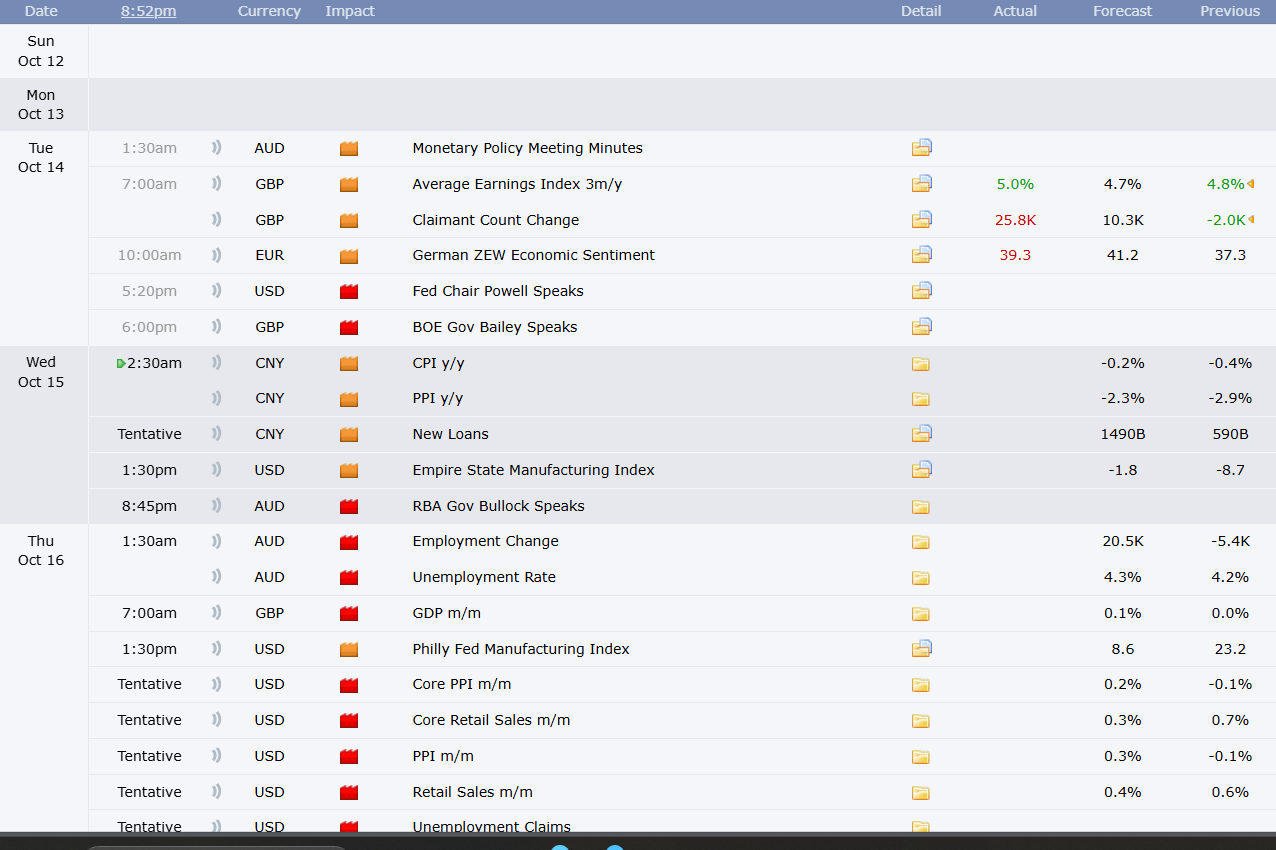 Date 8:52pm Currency Impact Detail Actual Forecast Previous
Sun
Oct 12
Mon
Oct 13
Tue
Oct 14
1:30am AUD Monetary Policy Meeting Minutes
7:00am GBP Average Earnings Index 3m/y 5.0% 4.7% 4.8%
GBP Claimant Count Change 25.8K 10.3K -2.0K
10:00am EUR German ZEW Economic Sentiment 39.3 41.2 37.3
5:20pm USD Fed Chair Powell Speaks
6:00pm GBP BOE Gov Bailey Speaks
Wed
Oct 15
2:30am CNY CPI y/y -0.2% -0.4%
CNY PPI y/y -2.3% -2.9%
Tentative CNY New Loans 1490B 590B
1:30pm USD Empire State Manufacturing Index -1.8 -8.7
8:45pm AUD RBA Gov Bullock Speaks
Thu
Oct 16
1:30am AUD Employment Change 20.5K -5.4K
AUD Unemployment Rate 4.3% 4.2%
7:00am GBP GDP m/m 0.1% 0.0%
1:30pm USD Philly Fed Manufacturing Index 8.6 23.2
Tentative USD Core PPI m/m 0.2% -0.1%
Tentative USD Core Retail Sales m/m 0.3% 0.7%
Tentative USD PPI m/m 0.3% -0.1%
Tentative USD Retail Sales m/m 0.4% 0.6%
Tentative USD Unemployment Claims